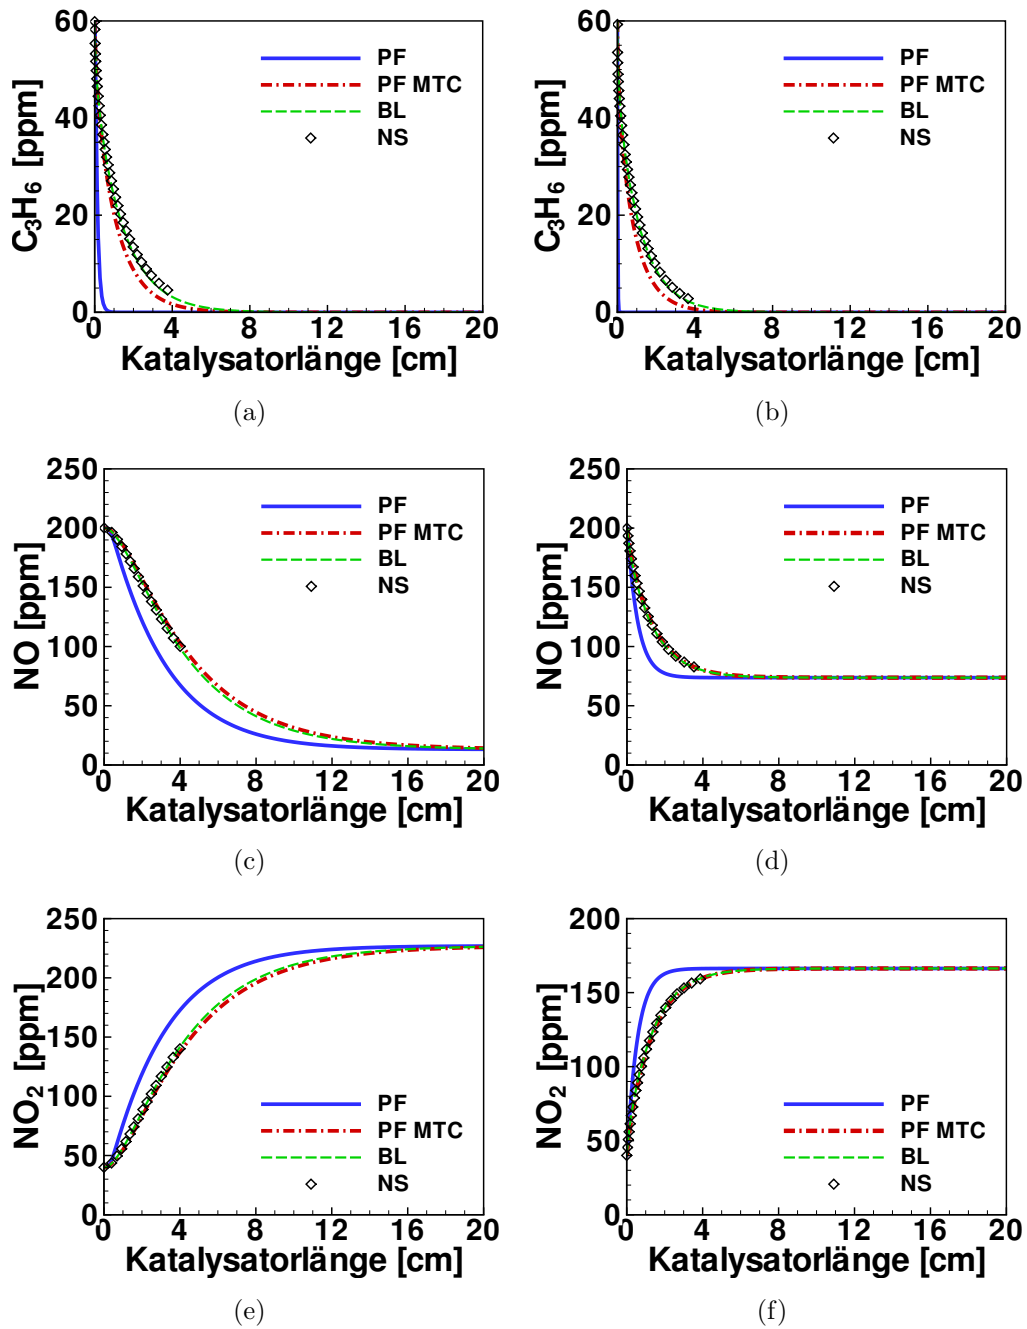 C3H6 [ppm]
60
40
20
0
PF
PF MTC
BL
NS
0 4 8 12 16 20
Katalysatorlänge [cm]
(a)
C3H6 [ppm]
60
40
20
0
PF
PF MTC
BL
NS
0 4 8 12 16 20
Katalysatorlänge [cm]
(b)
NO [ppm]
250
200
150
100
50
0
PF
PF MTC
BL
NS
0 4 8 12 16 20
Katalysatorlänge [cm]
(c)
NO [ppm]
250
200
150
100
50
0
PF
PF MTC
BL
NS
0 4 8 12 16 20
Katalysatorlänge [cm]
(d)
NO2 [ppm]
250
200
150
100
50
0
PF
PF MTC
BL
NS
0 4 8 12 16 20
Katalysatorlänge [cm]
(e)
NO2 [ppm]
200
150
100
50
0
PF
PF MTC
BL
NS
0 4 8 12 16 20
Katalysatorlänge [cm]
(f)